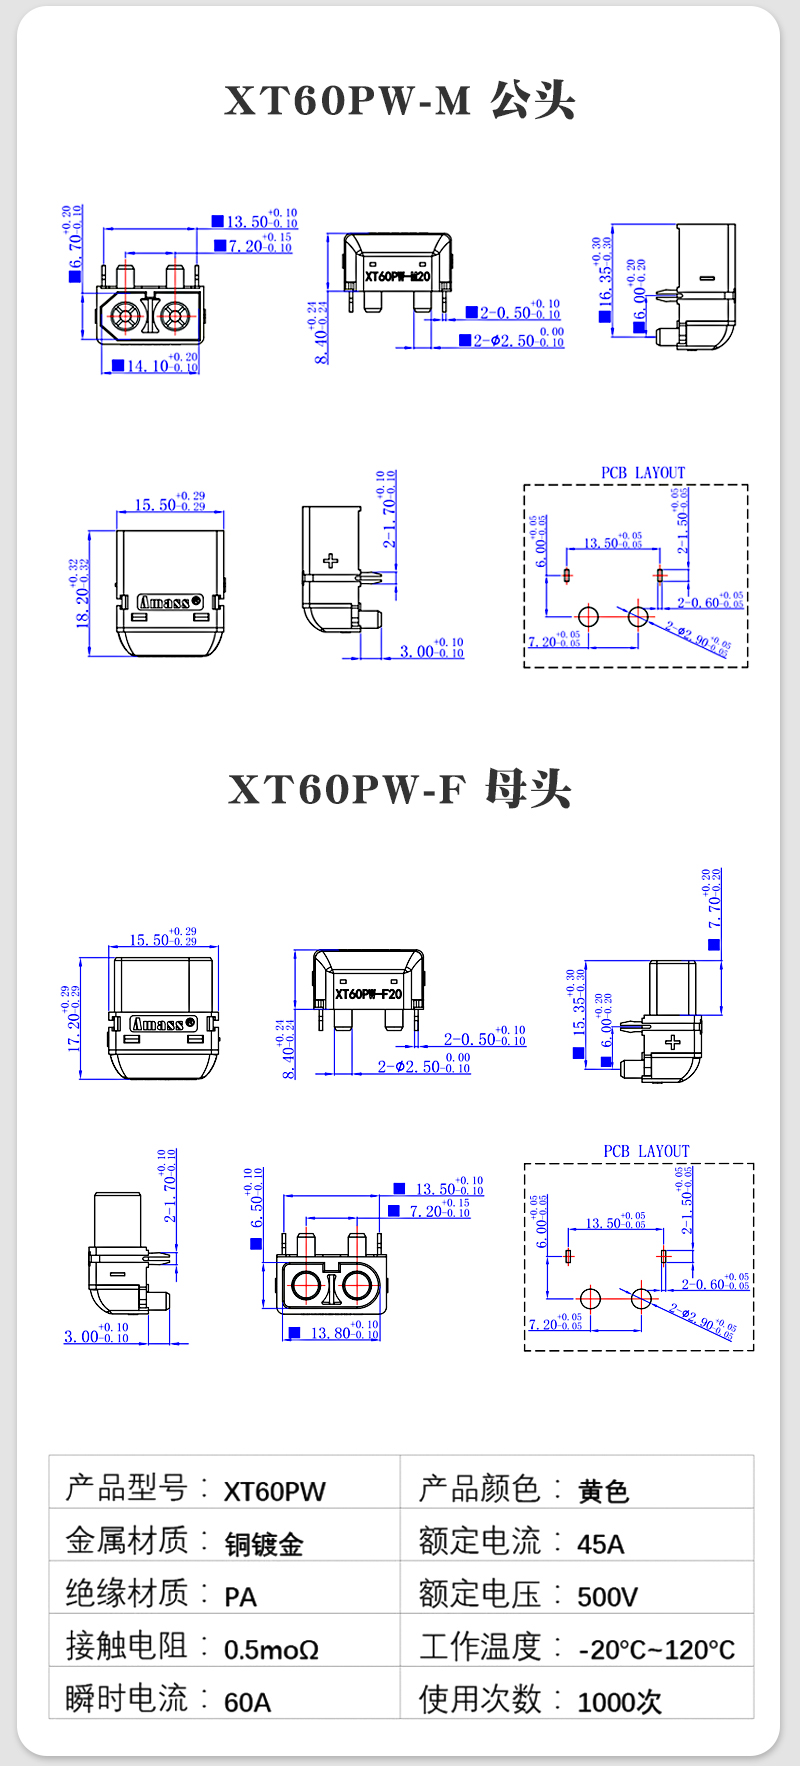 XT60PW-M 公头
6.70+0.20-0.10
■13.50+0.10-0.10
■7.20+0.15-0.10
■14.10+0.20-0.10
XT60PW-M20
8.40+0.24-0.24
■2-0.50+0.10-0.10
■2-Ø2.50 0.00-0.10
■16.35+0.30-0.30
■6.00+0.20-0.20
15.50+0.29-0.29
18.20+0.32-0.32
Amass®
+
2-1.70+0.10-0.10
3.00+0.10-0.10
PCB LAYOUT
6.00+0.05-0.05
13.50+0.05-0.05
2-1.50+0.05-0.05
2-0.60+0.05-0.05
7.20+0.05-0.05
2-Ø2.90+0.05-0.05
XT60PW-F 母头
15.50+0.29-0.29
17.20+0.29-0.29
Amass®
XT60PW-F20
8.40+0.24-0.24
2-0.50+0.10-0.10
2-Ø2.50 0.00-0.10
■7.70+0.20-0.20
■15.35+0.30-0.30
■6.00+0.20-0.20
+
2-1.70+0.10-0.10
3.00+0.10-0.10
■6.50+0.10-0.10
■13.50+0.10-0.10
■7.20+0.15-0.10
■13.80+0.10-0.10
PCB LAYOUT
6.00+0.05-0.05
13.50+0.05-0.05
2-1.50+0.05-0.05
2-0.60+0.05-0.05
7.20+0.05-0.05
2-Ø2.90+0.05-0.05
产品型号：XT60PW 产品颜色：黄色
金属材质：铜镀金 额定电流：45A
绝缘材质：PA 额定电压：500V
接触电阻：0.5moΩ 工作温度：-20°C~120°C
瞬时电流：60A 使用次数：1000次